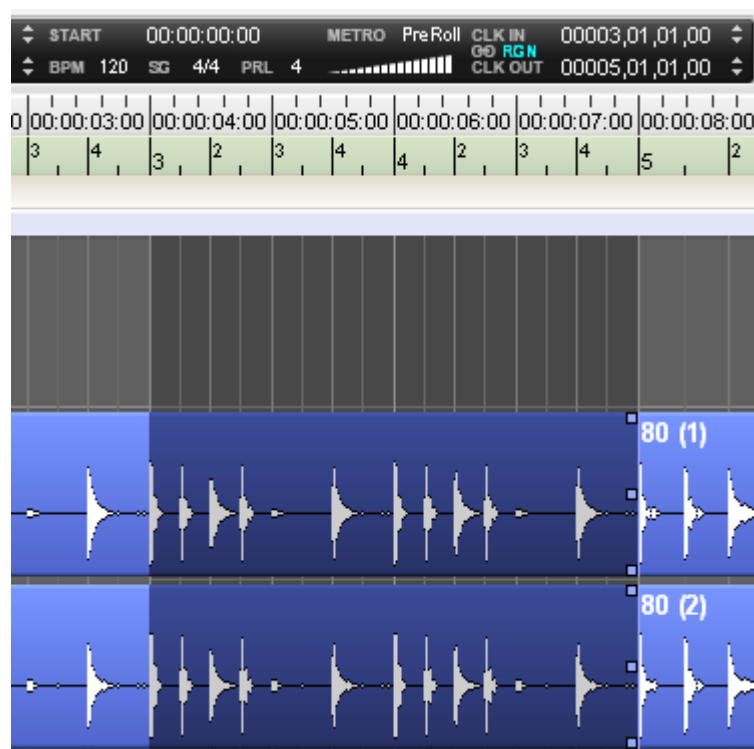 START 00:00:00:00 METRO PreRoll CLK IN 00003,01,01,00
RGN
BPM 120 SG 4/4 PRL 4 CLK OUT 00005,01,01,00
0 00:00:03:00 00:00:04:00 00:00:05:00 00:00:06:00 00:00:07:00 00:00:08:00
3 4 3 2 3 4 4 2 3 4 5 2
80 (1)
80 (2)